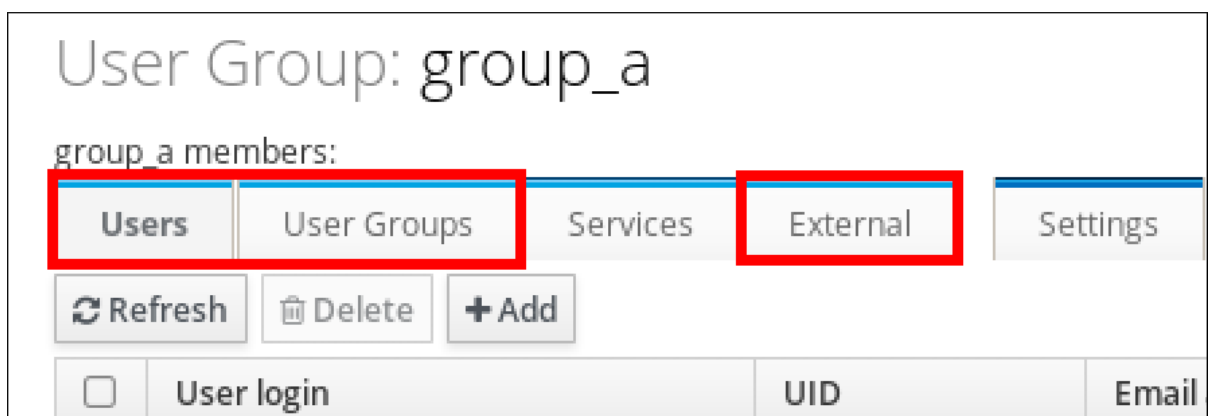 User Group: group_a
group_a members:
Users User Groups Services External Settings
Refresh Delete Add
User login UID Email